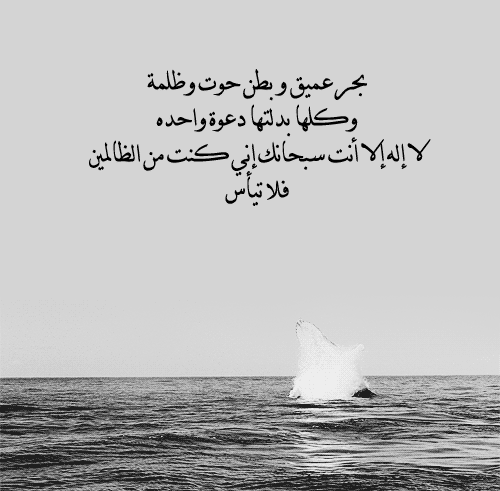 بحر عميق و بطن حوت وظلمة
وكلها بدلتها دعوة واحده
لا إله إلا أنت سبحانك إني كنت من الظالمين
فلا تيأس